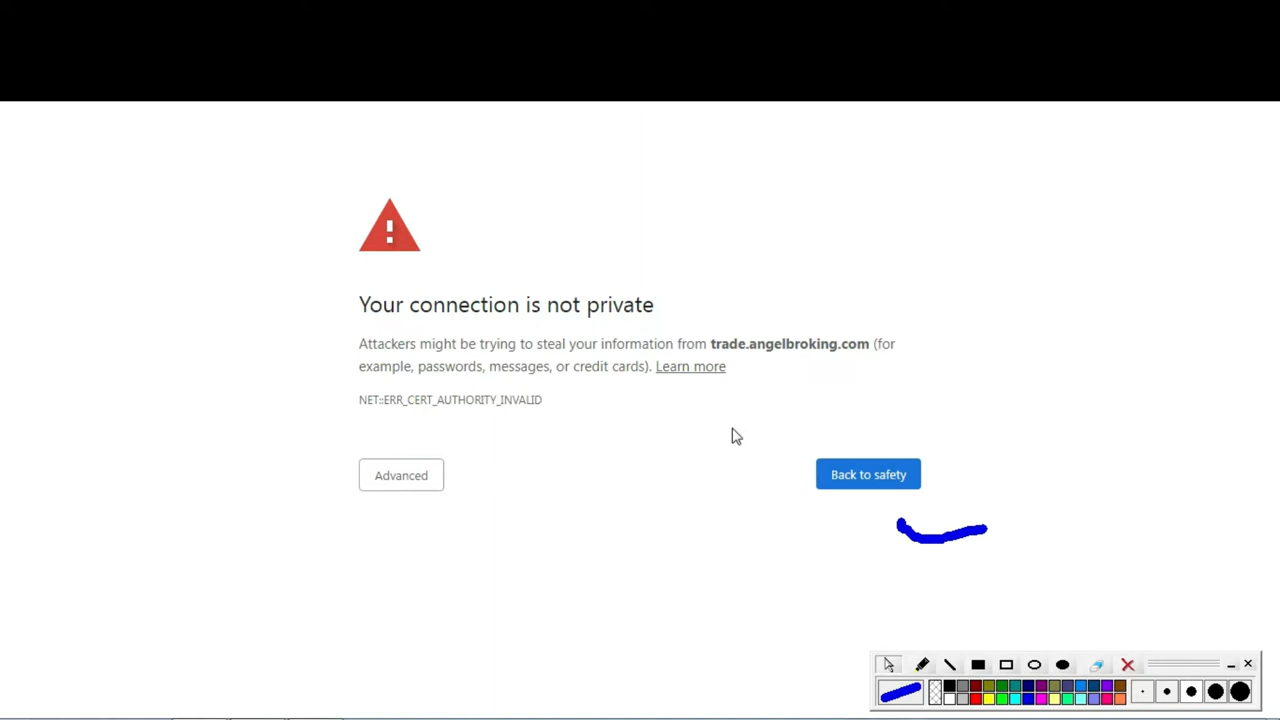 Your connection is not private
Attackers might be trying to steal your information from trade.angelbroking.com (for
example, passwords, messages, or credit cards). Learn more
NET::ERR_CERT_AUTHORITY_INVALID
Advanced
Back to safety